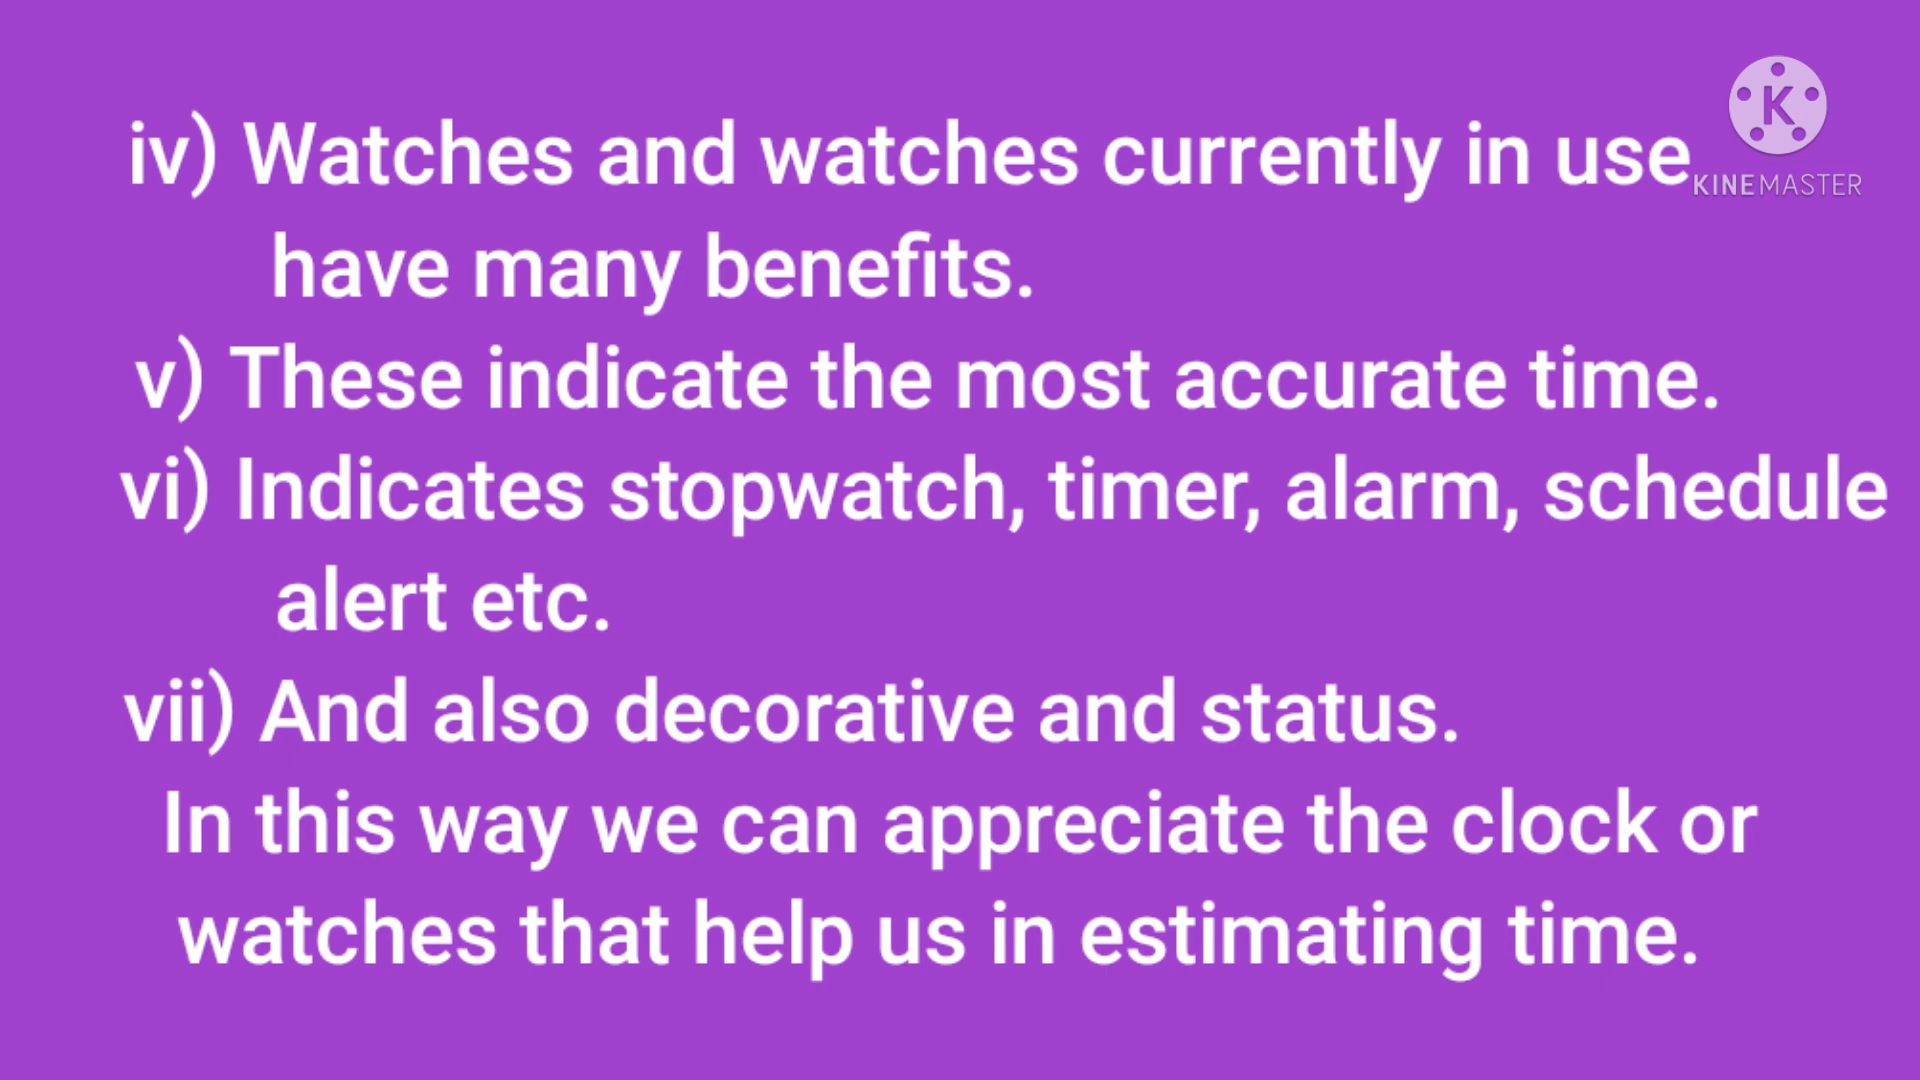 iv) Watches and watches currently in use
have many benefits.
v) These indicate the most accurate time.
vi) Indicates stopwatch, timer, alarm, schedule
alert etc.
vii) And also decorative and status.
In this way we can appreciate the clock or
watches that help us in estimating time.
K
KINEMASTER